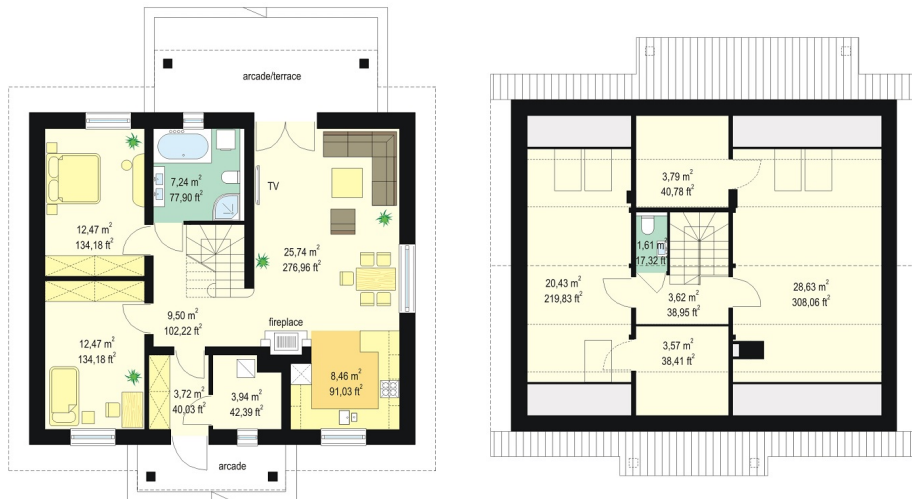 arcade/terrace
7,24 m²
77,90 ft²
TV
12,47 m²
134,18 ft²
25,74 m²
276,96 ft²
9,50 m²
102,22 ft²
fireplace
12,47 m²
134,18 ft²
8,46 m²
91,03 ft²
3,72 m²
40,03 ft²
3,94 m²
42,39 ft²
arcade
3,79 m²
40,78 ft²
1,61 m²
17,32 ft²
20,43 m²
219,83 ft²
3,62 m²
38,95 ft²
28,63 m²
308,06 ft²
3,57 m²
38,41 ft²